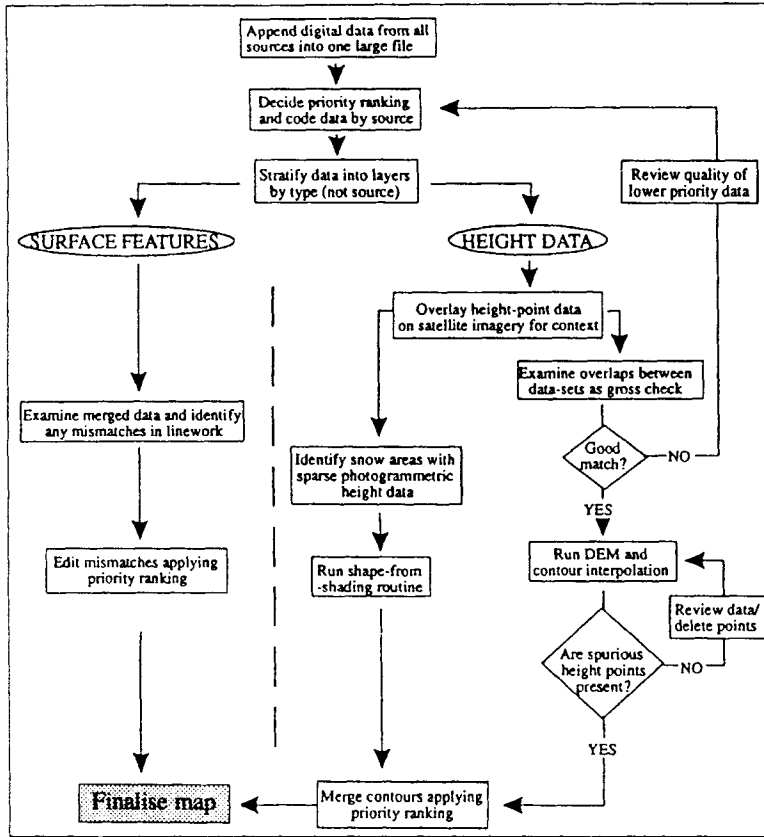 Append digital data from all
sources into one large file
Decide priority ranking
and code data by source
Stratify data into layers
by type (not source)
Review quality of
lower priority data
SURFACE FEATURES
HEIGHT DATA
Overlay height-point data
on satellite imagery for context
Examine overlaps between
data-sets as gross check
Examine merged data and identify
any mismatches in linework
Identify snow areas with
sparse photogrammetric
height data
Good
match?
NO
YES
Edit mismatches applying
priority ranking
Run shape-from
-shading routine
Run DEM and
contour interpolation
Review data/
delete points
Are spurious
height points
present?
NO
YES
Finalise map
Merge contours applying
priority ranking